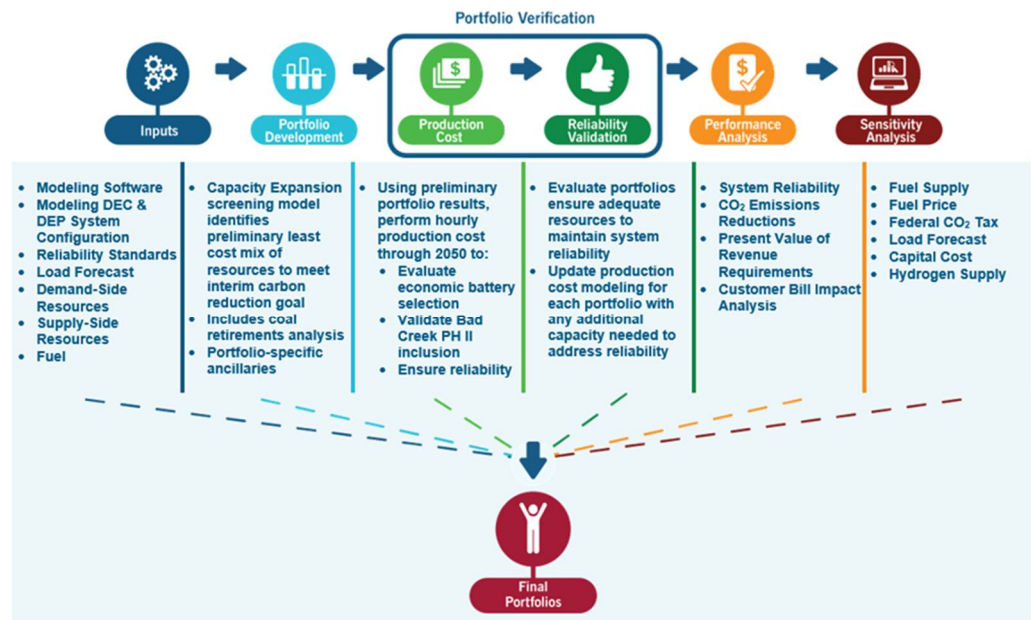 Portfolio Verification
Inputs
Portfolio
Development
Production
Cost
Reliability
Validation
Performance
Analysis
Sensitivity
Analysis
• Modeling Software
• Modeling DEC &
DEP System
Configuration
• Reliability Standards
• Load Forecast
• Demand-Side
Resources
• Supply-Side
Resources
• Fuel
• Capacity Expansion
screening model
identifies
preliminary least
cost mix of
resources to meet
interim carbon
reduction goal
• Includes coal
retirements analysis
• Portfolio-specific
ancillaries
• Using preliminary
portfolio results,
perform hourly
production cost
through 2050 to:
• Evaluate
economic battery
selection
• Validate Bad
Creek PH II
inclusion
• Ensure reliability
• Evaluate portfolios
ensure adequate
resources to
maintain system
reliability
• Update production
cost modeling for
each portfolio with
any additional
capacity needed to
address reliability
• System Reliability
• CO₂ Emissions
Reductions
• Present Value of
Revenue
Requirements
• Customer Bill Impact
Analysis
• Fuel Supply
• Fuel Price
• Federal CO₂ Tax
• Load Forecast
• Capital Cost
• Hydrogen Supply
Final
Portfolios